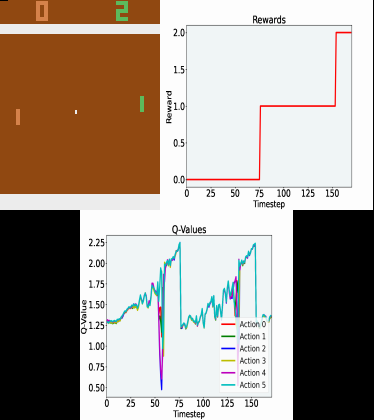 0 2
Rewards
2.0
1.5
1.0
0.5
0.0
Reward
0 25 50 75 100 125 150
Timestep
Q-Values
2.25
2.00
1.75
1.50
1.25
1.00
0.75
0.50
Q-Value
Action 0
Action 1
Action 2
Action 3
Action 4
Action 5
0 25 50 75 100 125 150
Timestep